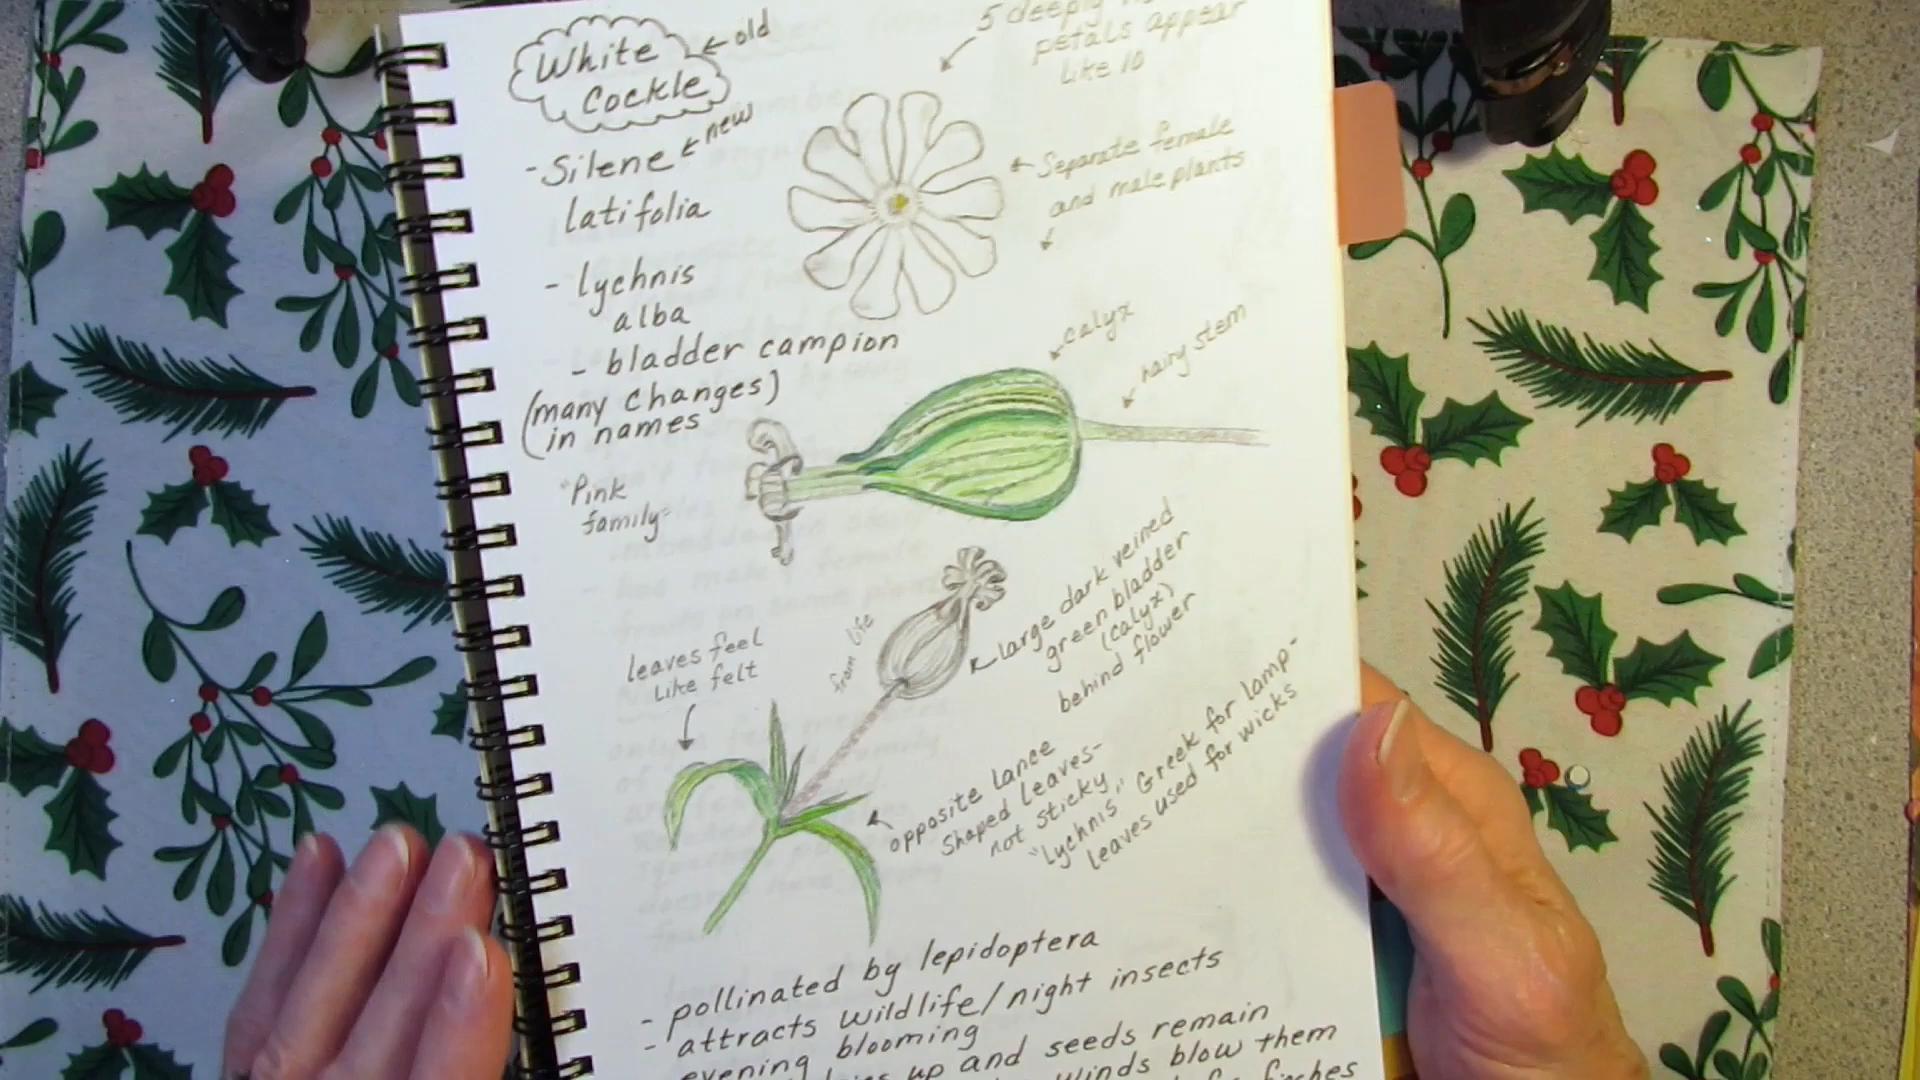 White
Cockle
old
- Silene
new
latifolia
- lychnis
alba
- bladder campion
(many changes)
in names
"Pink
family"
5 deeply
petals appear
like 10
Separate female
and male plants
calyx
hairy stem
large dark veined
green bladder
(calyx)
behind flower
from life
leaves feel
like felt
opposite lance
shaped leaves-
not sticky
"Lychnis" Greek for lamp-
leaves used for wicks
- pollinated by lepidoptera
- attracts wildlife/night insects
evening blooming
up and seeds remain
winds blow them
finches